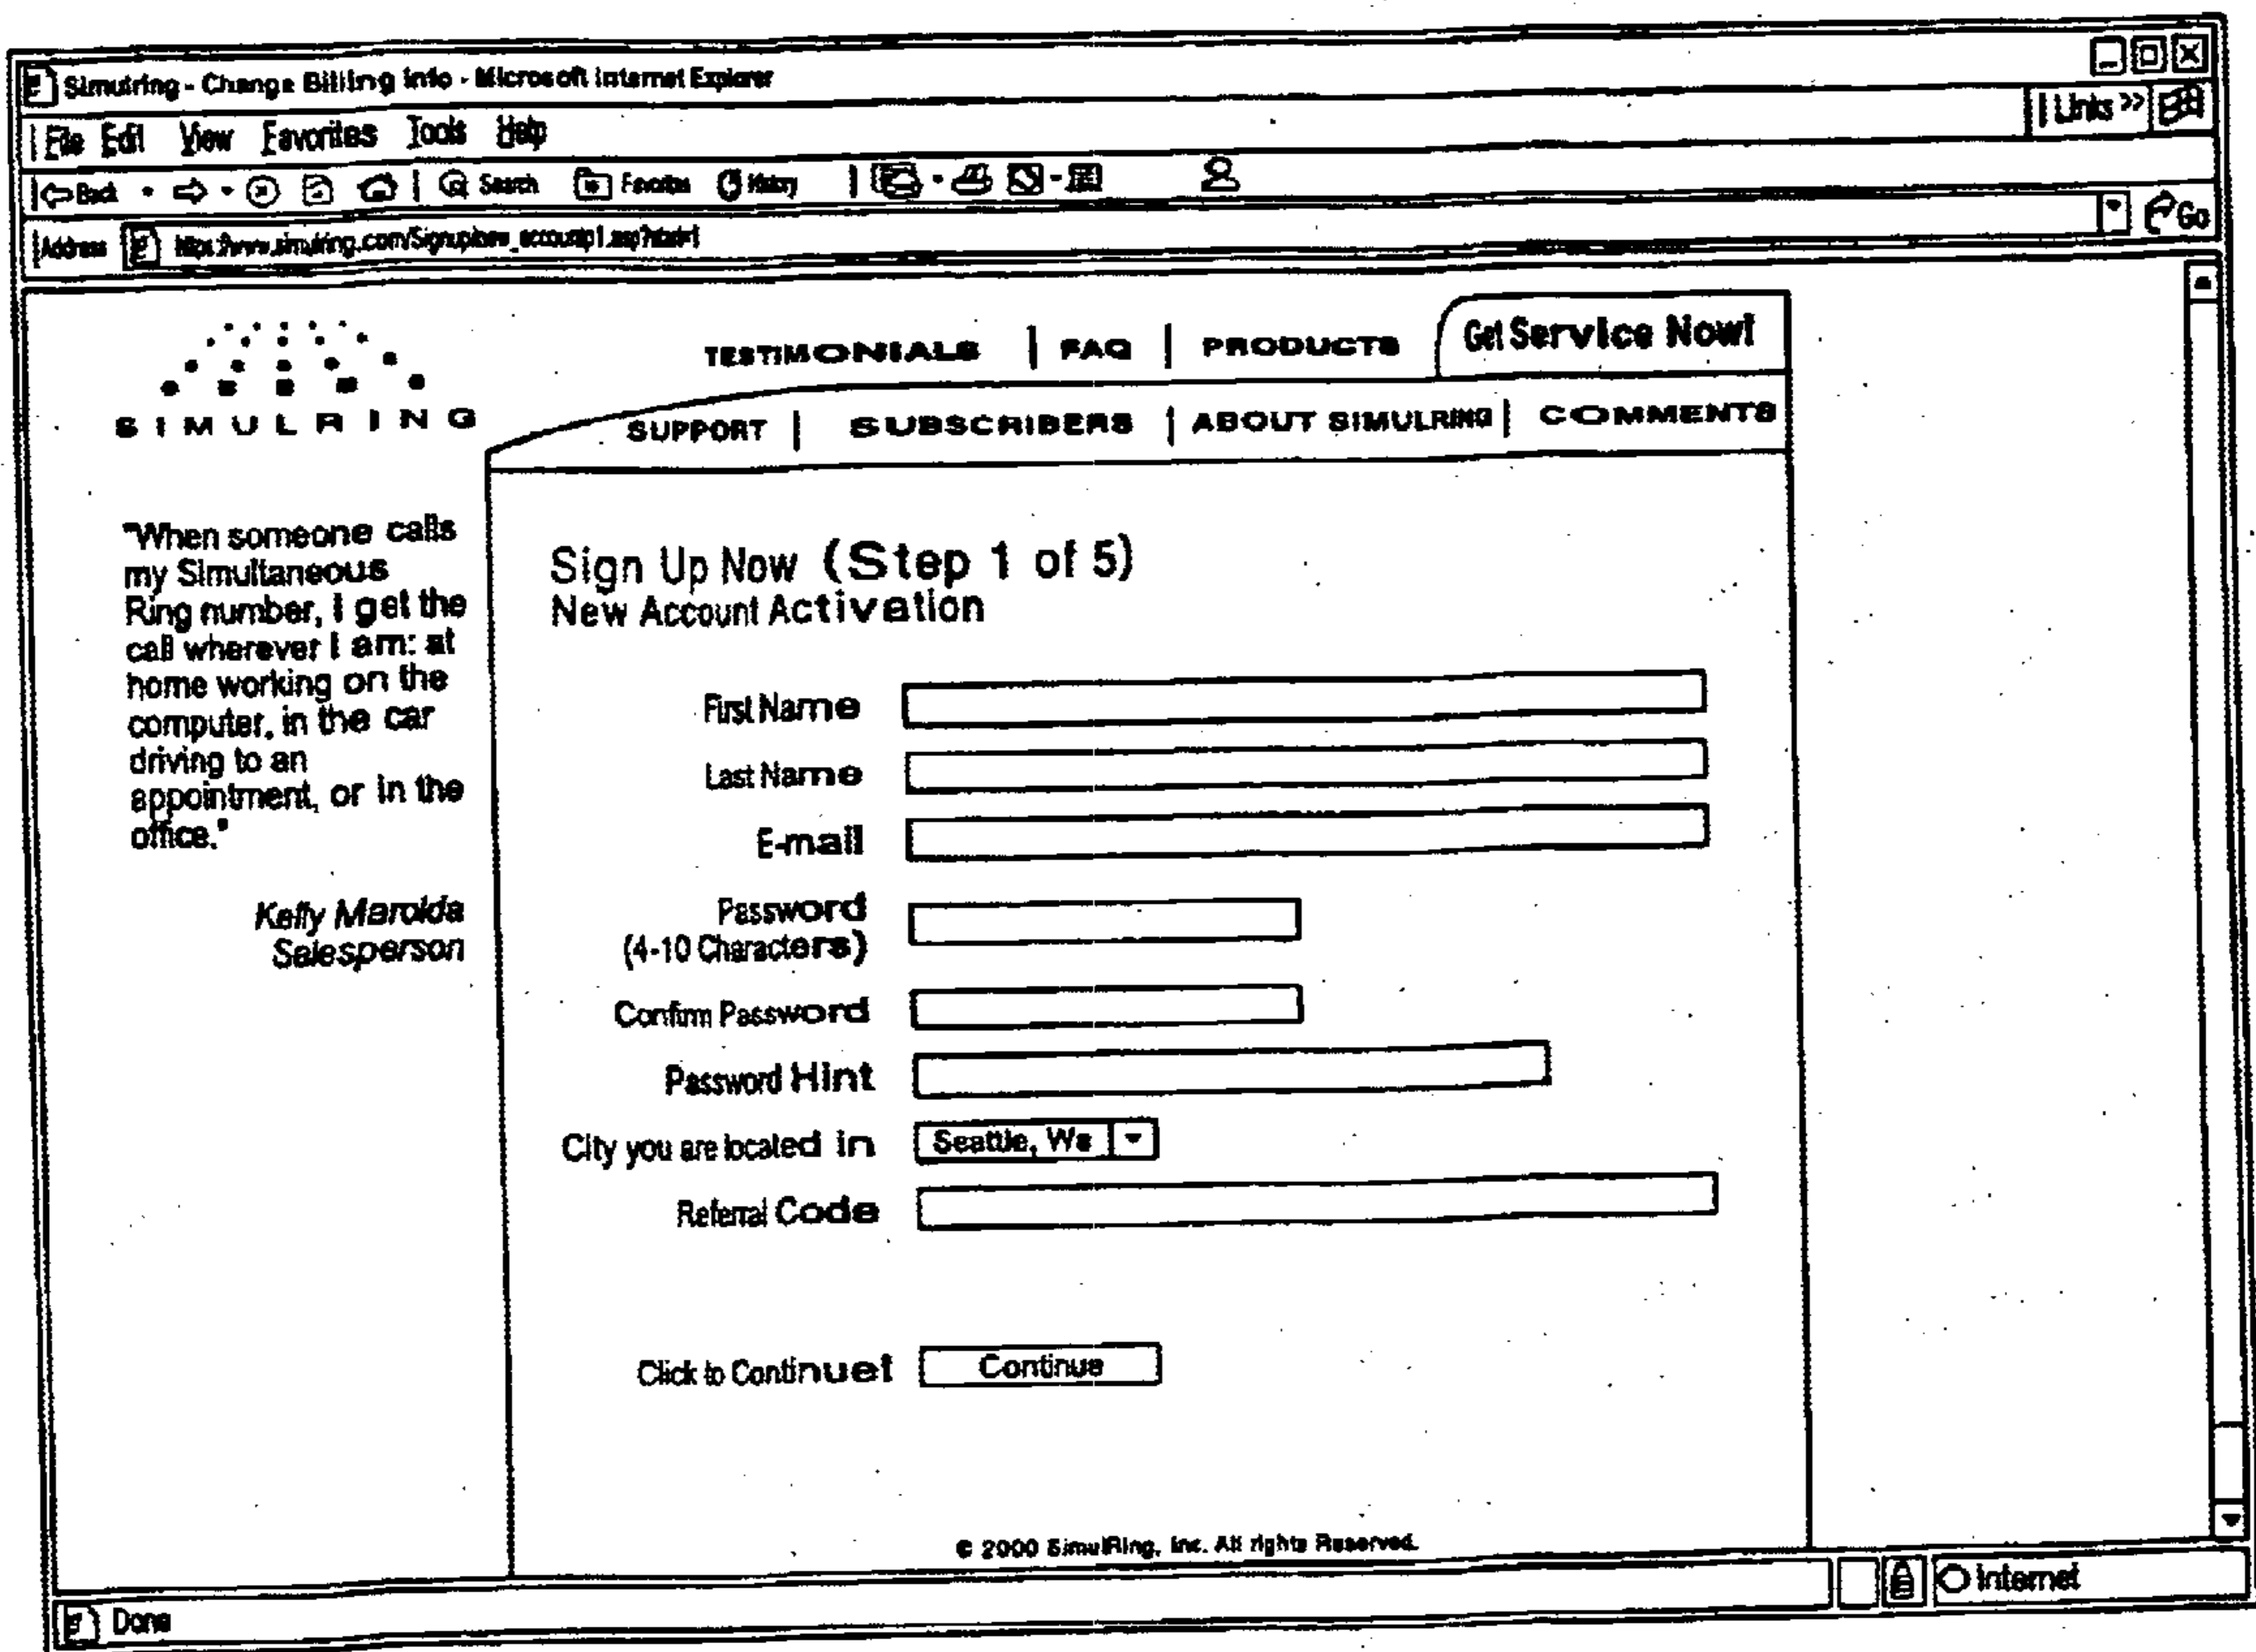 Simulring - Change Billing Info - Microsoft Internet Explorer
File Edit View Favorites Tools Help
Links >>
Back Search Favorites History
Address Go
TESTIMONIALS | FAQ | PRODUCTS
Get Service Now!
SIMULRING
SUPPORT | SUBSCRIBERS | ABOUT SIMULRING | COMMENTS
"When someone calls
my Simultaneous
Ring number, I get the
call wherever I am: at
home working on the
computer, in the car
driving to an
appointment, or in the
office."
Kelly Marolda
Salesperson
Sign Up Now (Step 1 of 5)
New Account Activation
First Name
Last Name
E-mail
Password
(4-10 Characters)
Confirm Password
Password Hint
City you are located in Seattle, Wa
Referral Code
Click to Continue! Continue
© 2000 SimulRing, Inc. All rights Reserved.
Done
Internet